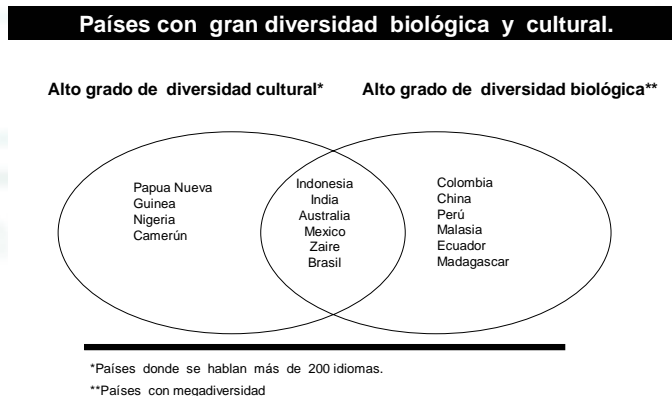 Países con gran diversidad biológica y cultural.
Alto grado de diversidad cultural*
Alto grado de diversidad biológica**
Papua Nueva
Guinea
Nigeria
Camerún
Indonesia
India
Australia
Mexico
Zaire
Brasil
Colombia
China
Perú
Malasia
Ecuador
Madagascar
*Países donde se hablan más de 200 idiomas.
**Países con megadiversidad